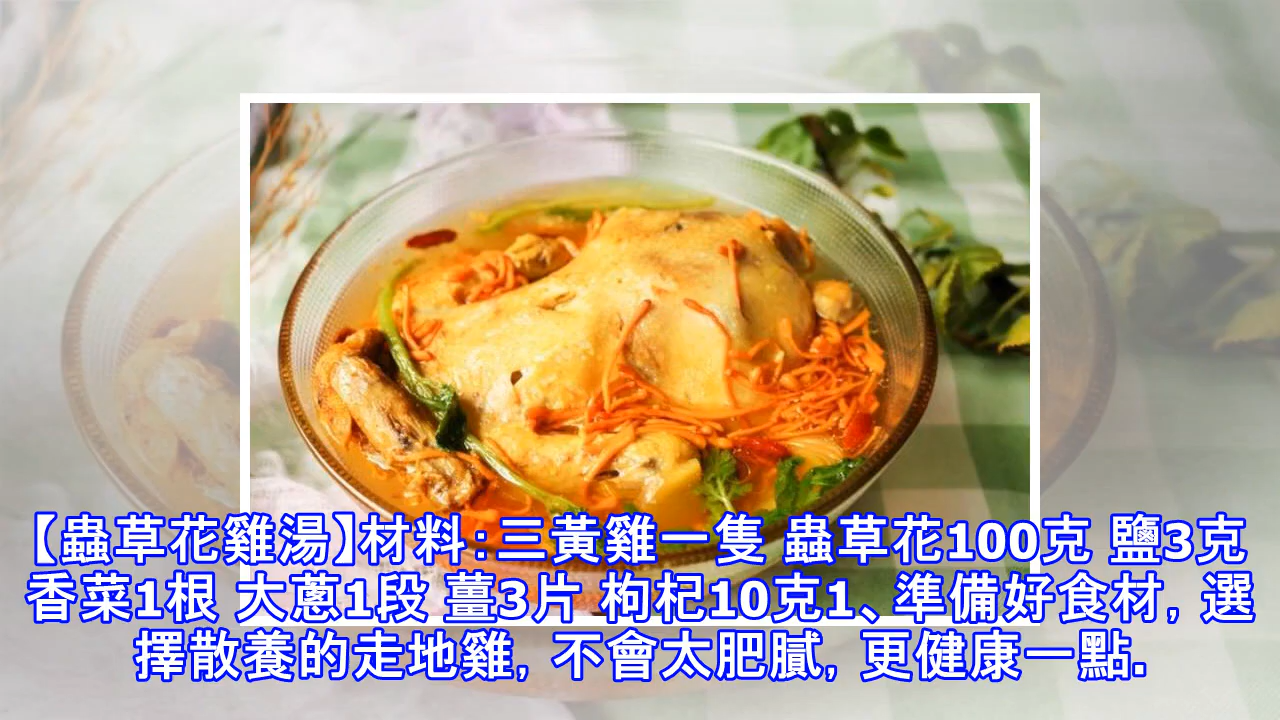 【蟲草花雞湯】材料：三黃雞一隻 蟲草花100克 鹽3克
香菜1根 大蔥1段 薑3片 枸杞10克1、準備好食材，選
擇散養的走地雞，不會太肥膩，更健康一點.